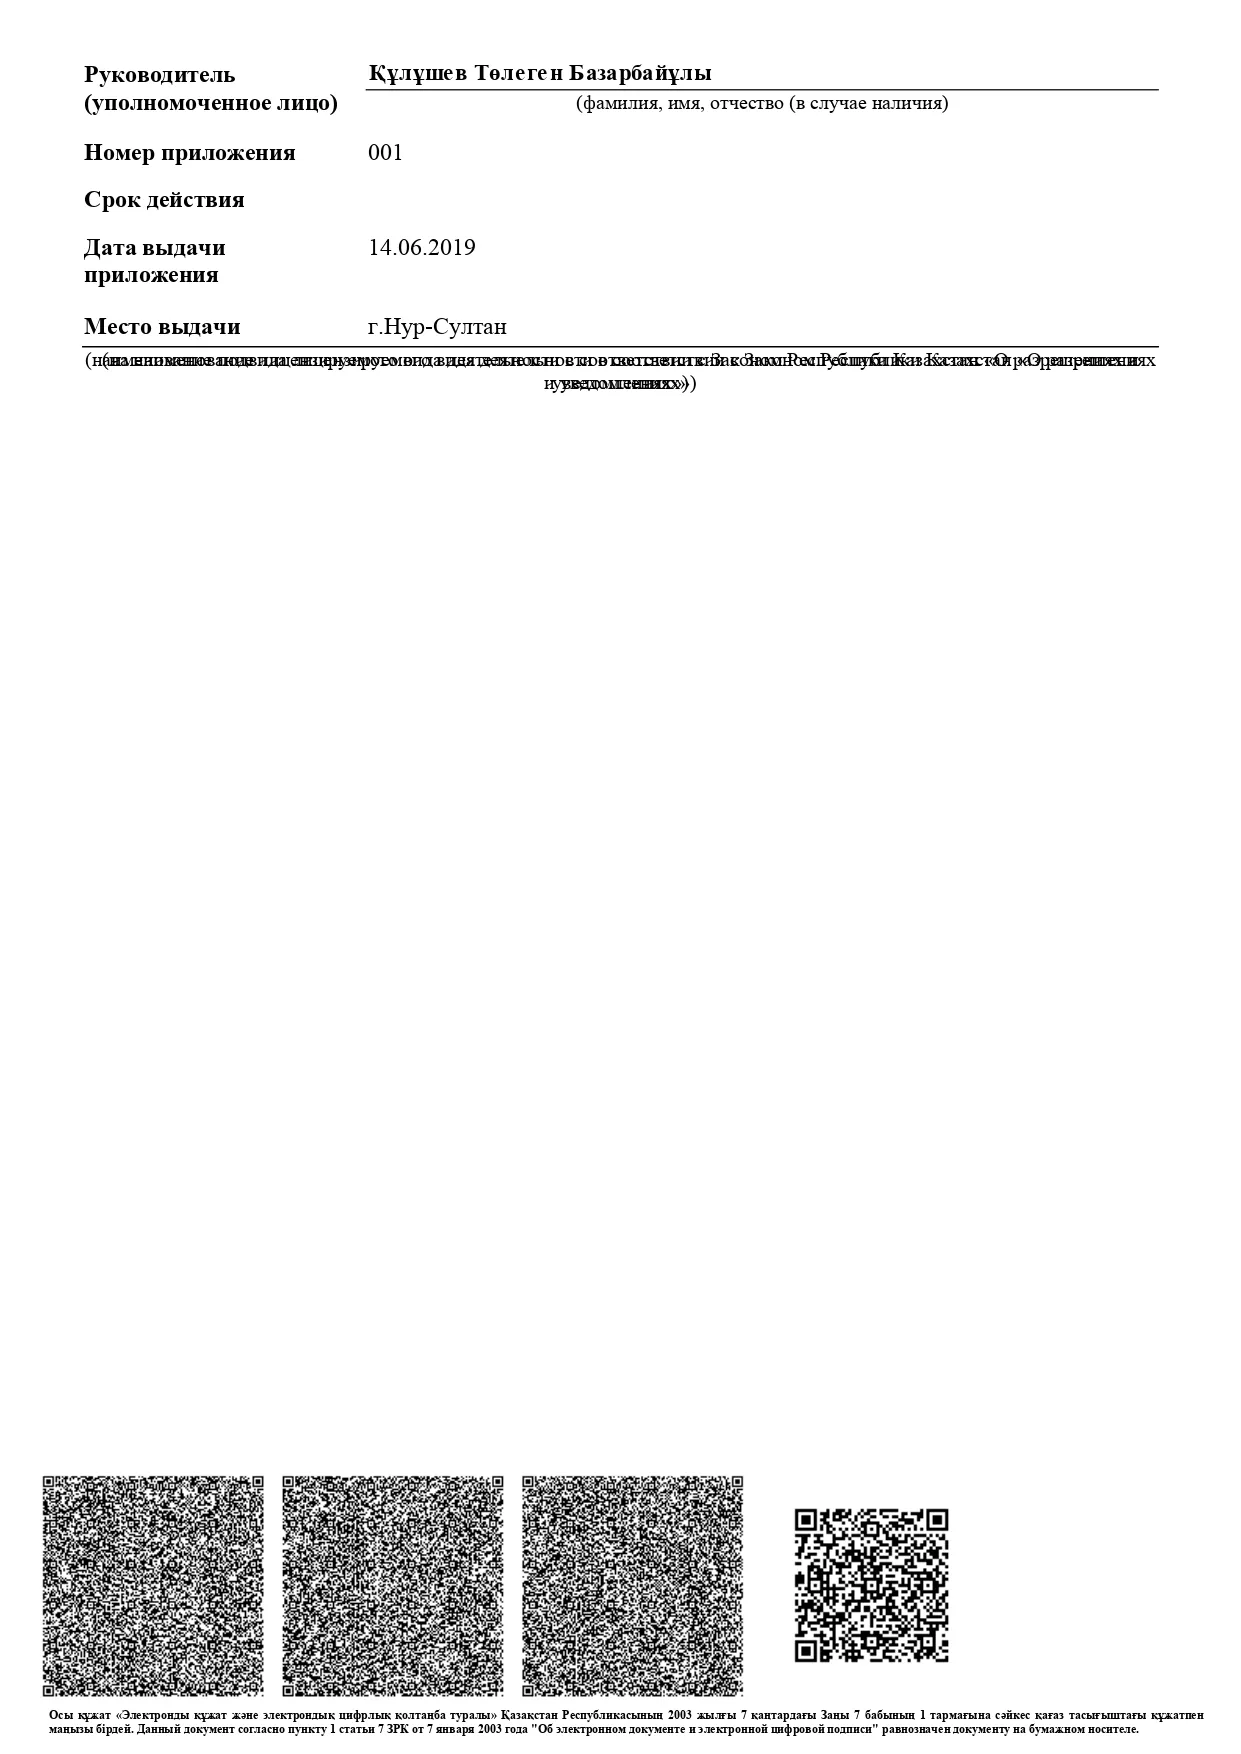 Руководитель
(уполномоченное лицо)
Құлұшев Төлеген Базарбайұлы
(фамилия, имя, отчество (в случае наличия)
Номер приложения
001
Срок действия
Дата выдачи
приложения
14.06.2019
Место выдачи
г.Нур-Султан
Осы құжат «Электронды құжат және электрондық цифрлық қолтаңба туралы» Қазақстан Республикасының 2003 жылғы 7 қаңтардағы Заңы 7 бабының 1 тармағына сәйкес қағаз тасығыштағы құжатпен
маңызы бірдей. Данный документ согласно пункту 1 статьи 7 ЗРК от 7 января 2003 года "Об электронном документе и электронной цифровой подписи" равнозначен документу на бумажном носителе.